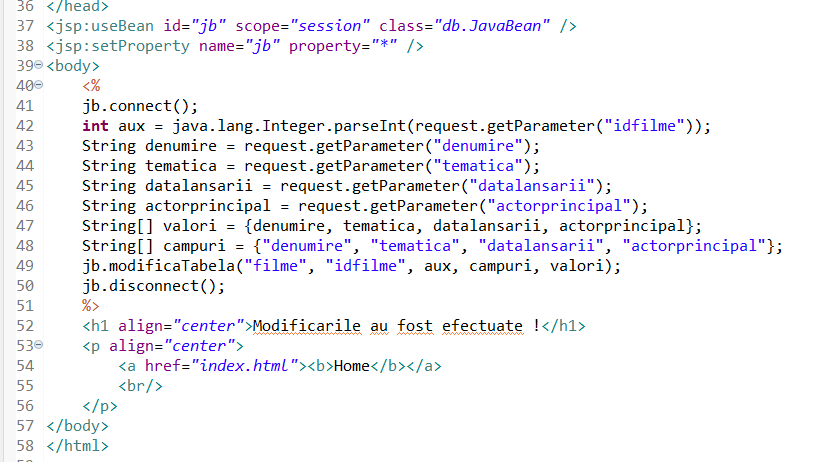 36 </head>
37 <jsp:useBean id="jb" scope="session" class="db.JavaBean" />
38 <jsp:setProperty name="jb" property="*" />
39 <body>
40     <%
41     jb.connect();
42     int aux = java.lang.Integer.parseInt(request.getParameter("idfilme"));
43     String denumire = request.getParameter("denumire");
44     String tematica = request.getParameter("tematica");
45     String datalansarii = request.getParameter("datalansarii");
46     String actorprincipal = request.getParameter("actorprincipal");
47     String[] valori = {denumire, tematica, datalansarii, actorprincipal};
48     String[] campuri = {"denumire", "tematica", "datalansarii", "actorprincipal"};
49     jb.modificaTabela("filme", "idfilme", aux, campuri, valori);
50     jb.disconnect();
51     %>
52     <h1 align="center">Modificarile au fost efectuate !</h1>
53     <p align="center">
54         <a href="index.html"><b>Home</b></a>
55         <br/>
56     </p>
57 </body>
58 </html>